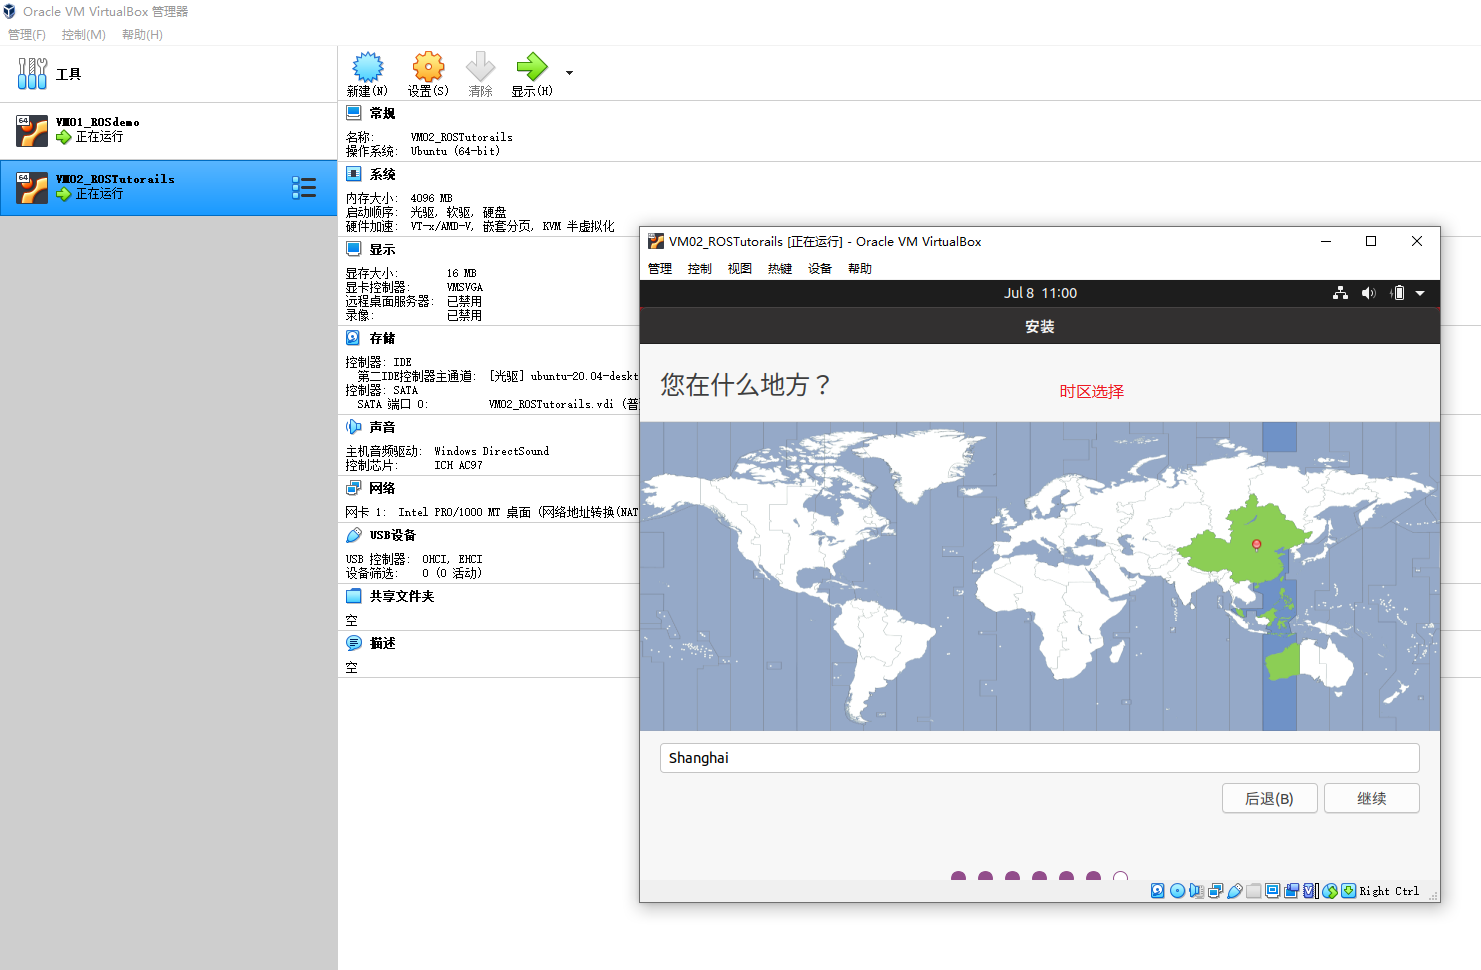 Oracle VM VirtualBox 管理器
管理(F) 控制(M) 帮助(H)
工具
新建(N) 设置(S) 清除 显示(H)
64
VM01_ROSdemo
正在运行
64
VM02_ROSTutorails
正在运行
常规
名称: VM02_ROSTutorails
操作系统: Ubuntu (64-bit)
系统
内存大小: 4096 MB
启动顺序: 光驱, 软驱, 硬盘
硬件加速: VT-x/AMD-V, 嵌套分页, KVM 半虚拟化
显示
显存大小: 16 MB
显卡控制器: VMSVGA
远程桌面服务器: 已禁用
录像: 已禁用
存储
控制器: IDE
第二IDE控制器主通道: [光驱] ubuntu-20.04-deskt
控制器: SATA
SATA 端口 0: VM02_ROSTutorails.vdi (普
声音
主机音频驱动: Windows DirectSound
控制芯片: ICH AC97
网络
网卡 1: Intel PRO/1000 MT 桌面 (网络地址转换(NAT
USB设备
USB 控制器: OHCI, EHCI
设备筛选: 0 (0 活动)
共享文件夹
空
描述
空
VM02_ROSTutorails [正在运行] - Oracle VM VirtualBox
管理 控制 视图 热键 设备 帮助
Jul 8 11:00
安装
您在什么地方？
时区选择
Shanghai
后退(B) 继续
Right Ctrl